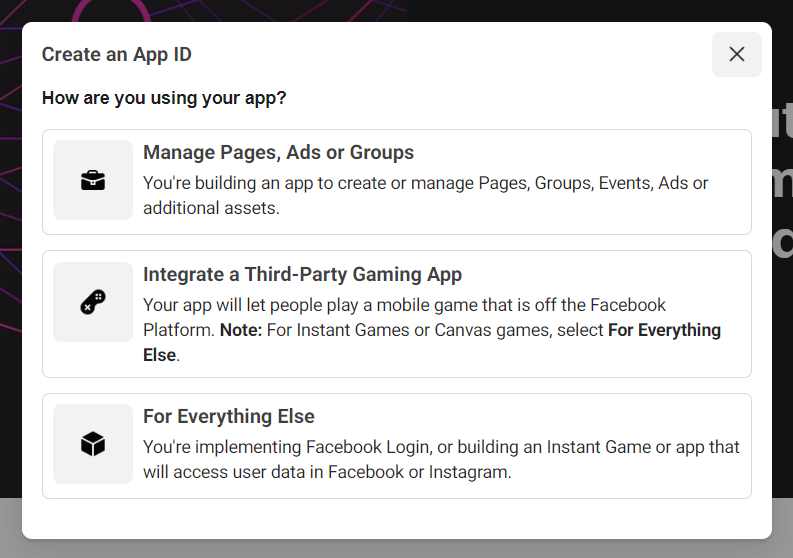 Create an App ID
How are you using your app?
Manage Pages, Ads or Groups
You're building an app to create or manage Pages, Groups, Events, Ads or
additional assets.
Integrate a Third-Party Gaming App
Your app will let people play a mobile game that is off the Facebook
Platform. Note: For Instant Games or Canvas games, select For Everything
Else.
For Everything Else
You're implementing Facebook Login, or building an Instant Game or app that
will access user data in Facebook or Instagram.